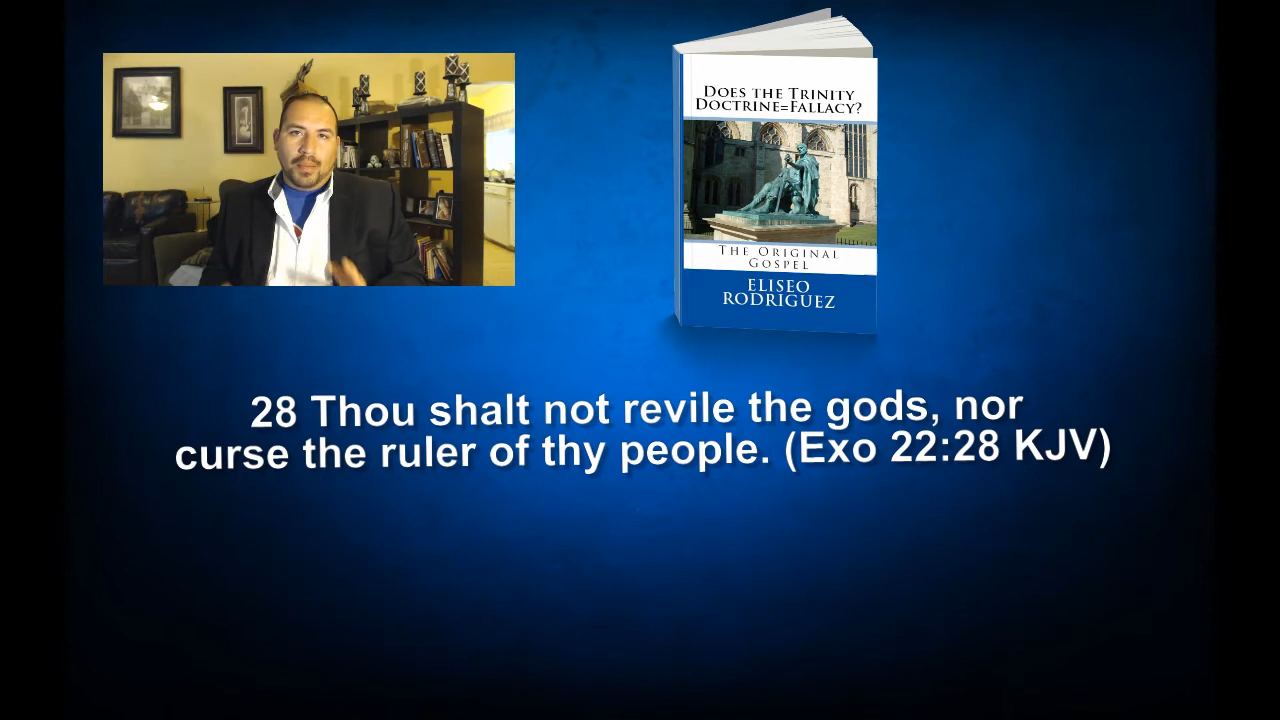 Does the Trinity
Doctrine=Fallacy?
The Original
Gospel
Eliseo
Rodriguez
28 Thou shalt not revile the gods, nor
curse the ruler of thy people. (Exo 22:28 KJV)